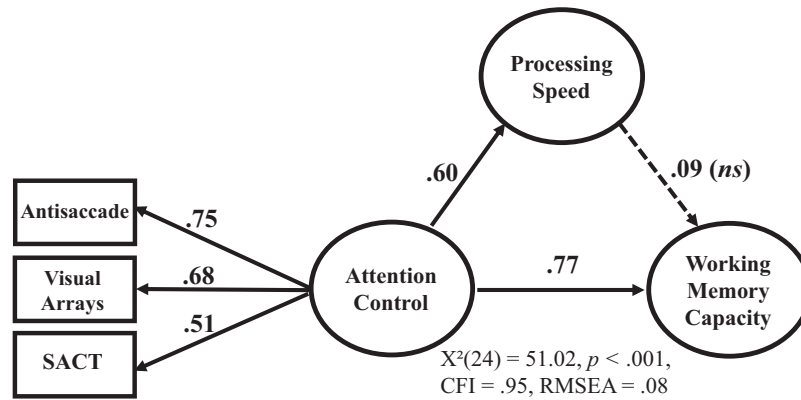 Processing
Speed
.60
.09 (ns)
Antisaccade
.75
Visual
Arrays
.68
Attention
Control
.77
Working
Memory
Capacity
.51
SACT
X²(24) = 51.02, p < .001,
CFI = .95, RMSEA = .08